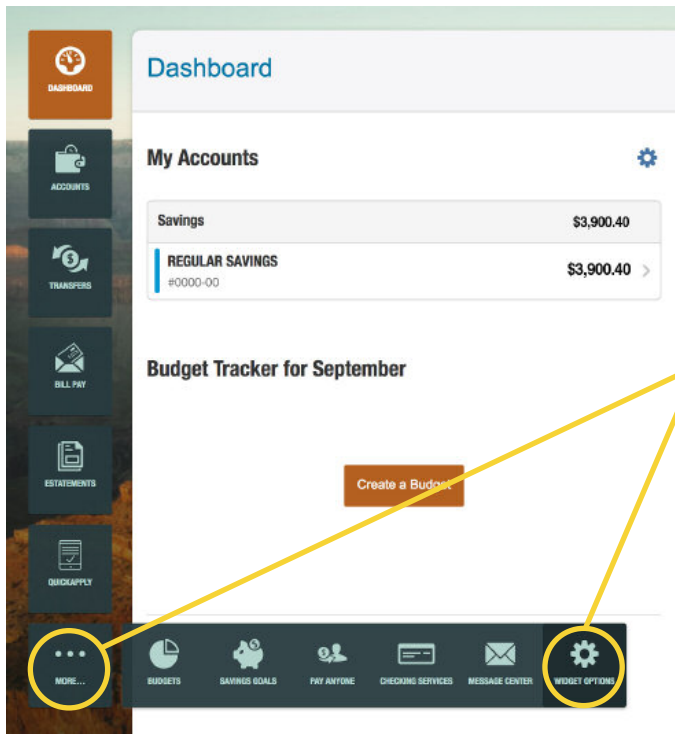 DASHBOARD
Dashboard
My Accounts
ACCOUNTS
Savings $3,900.40
REGULAR SAVINGS
$3,900.40
#0000-00
TRANSFERS
Budget Tracker for September
BILL PAY
Create a Budget
ESTATEMENTS
QUICKAPPLY
MORE...
BUDGETS
SAVINGS GOALS
PAY ANYONE
CHECKING SERVICES
MESSAGE CENTER
WIDGET OPTIONS